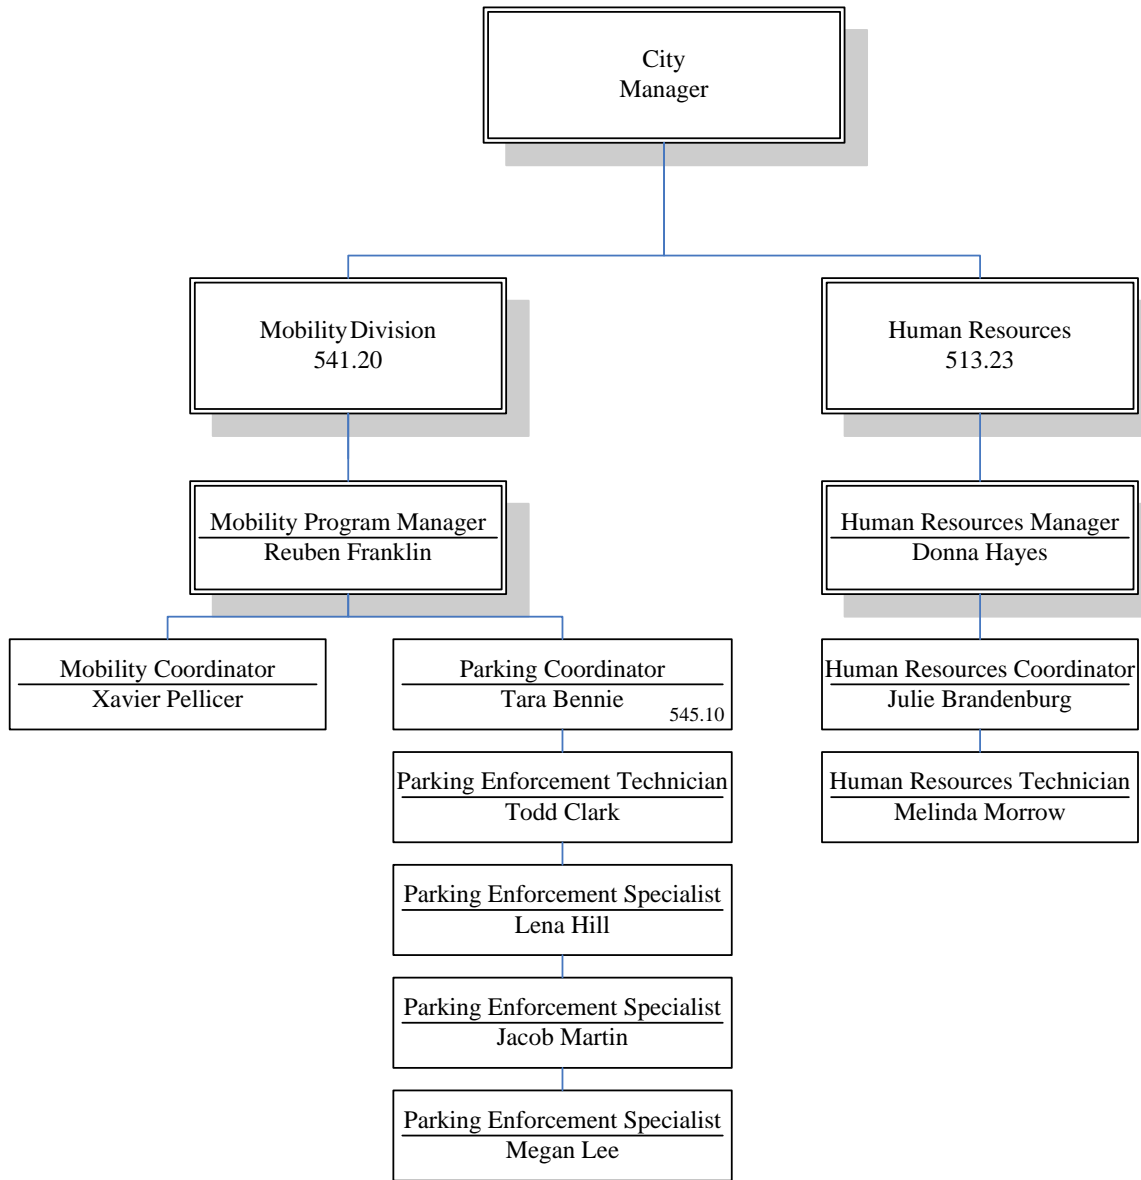 City
Manager
Mobility Division
541.20
Human Resources
513.23
Mobility Program Manager
Reuben Franklin
Human Resources Manager
Donna Hayes
Mobility Coordinator
Xavier Pellicer
Parking Coordinator
Tara Bennie
545.10
Human Resources Coordinator
Julie Brandenburg
Parking Enforcement Technician
Todd Clark
Human Resources Technician
Melinda Morrow
Parking Enforcement Specialist
Lena Hill
Parking Enforcement Specialist
Jacob Martin
Parking Enforcement Specialist
Megan Lee